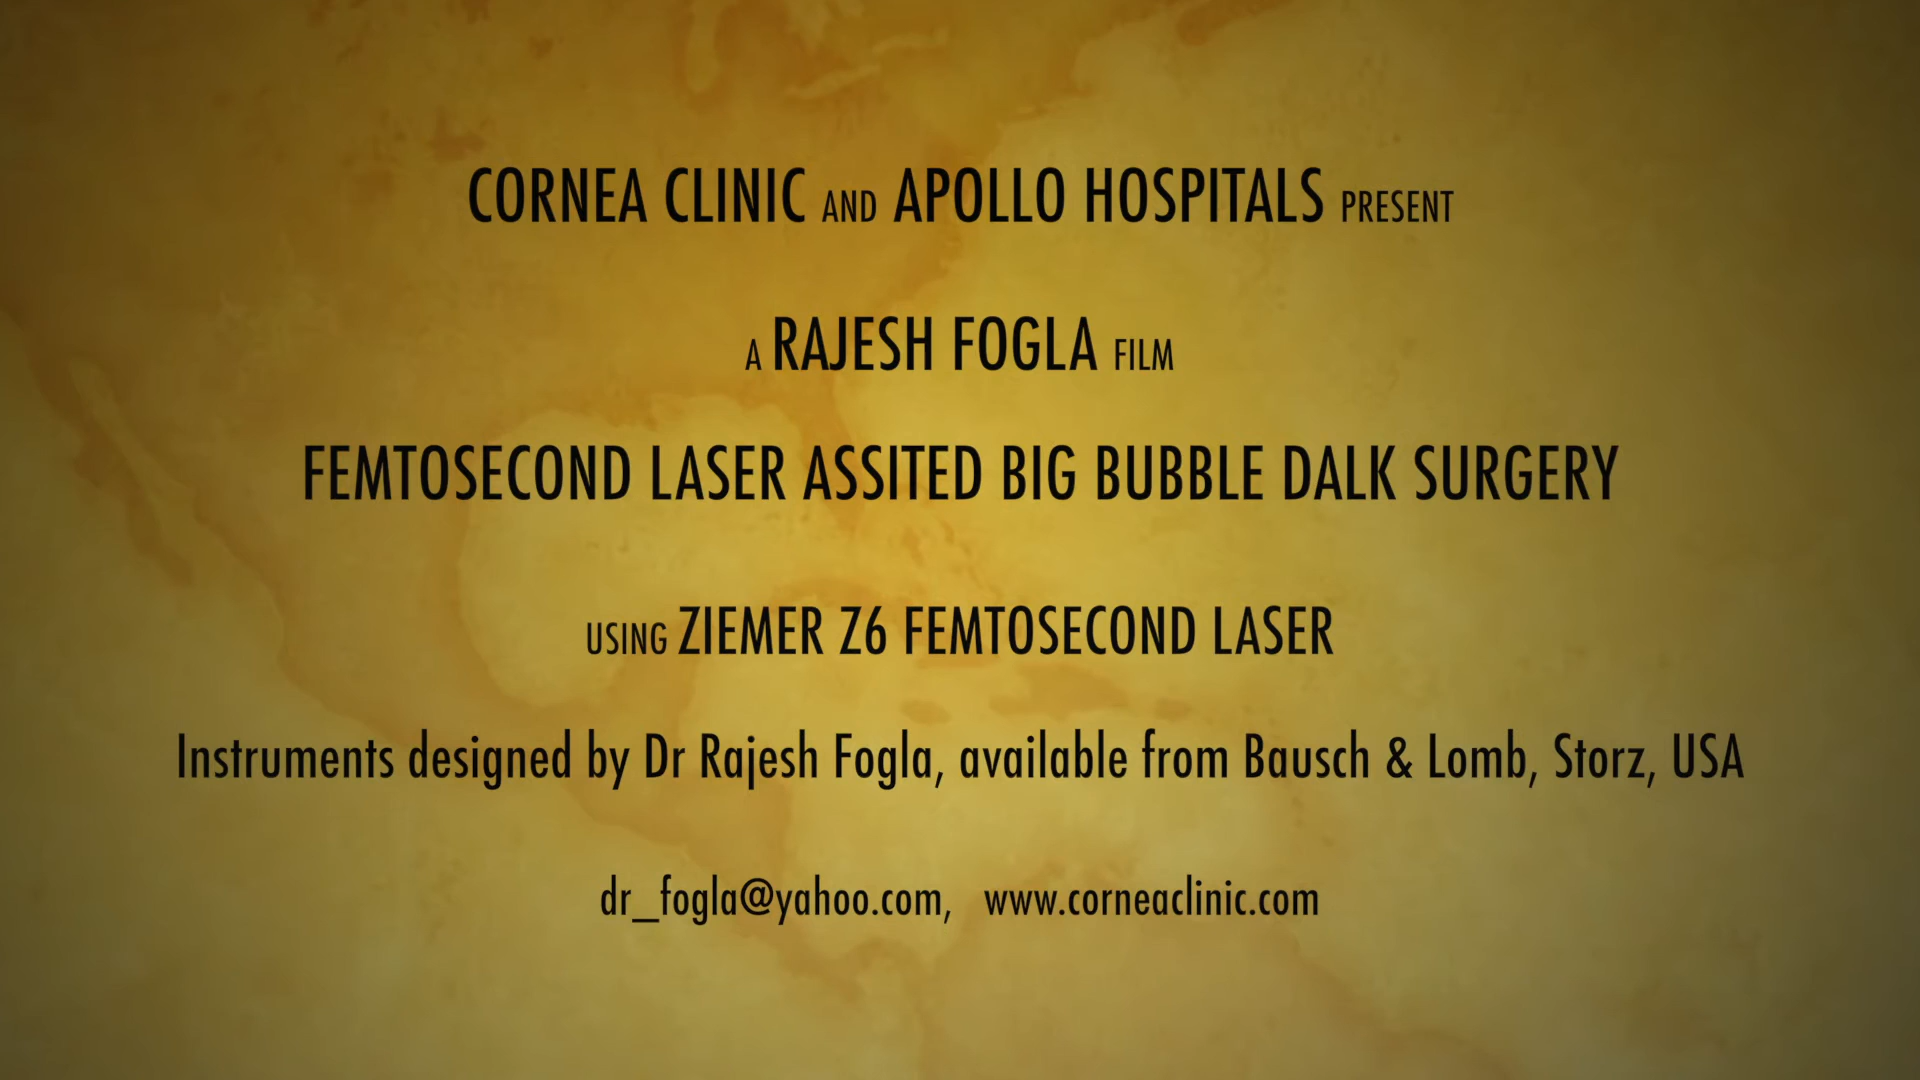 CORNEA CLINIC AND APOLLO HOSPITALS PRESENT
A RAJESH FOGLA FILM
FEMTOSECOND LASER ASSITED BIG BUBBLE DALK SURGERY
USING ZIEMER Z6 FEMTOSECOND LASER
Instruments designed by Dr Rajesh Fogla, available from Bausch & Lomb, Storz, USA
dr_fogla@yahoo.com, www.corneaclinic.com